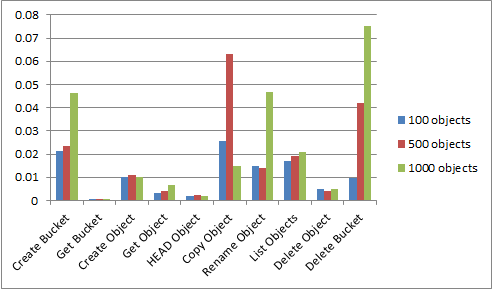 0.08
0.07
0.06
0.05
0.04
0.03
0.02
0.01
0
Create Bucket
Get Bucket
Create Object
Get Object
HEAD Object
Copy Object
Rename Object
List Objects
Delete Object
Delete Bucket
100 objects
500 objects
1000 objects